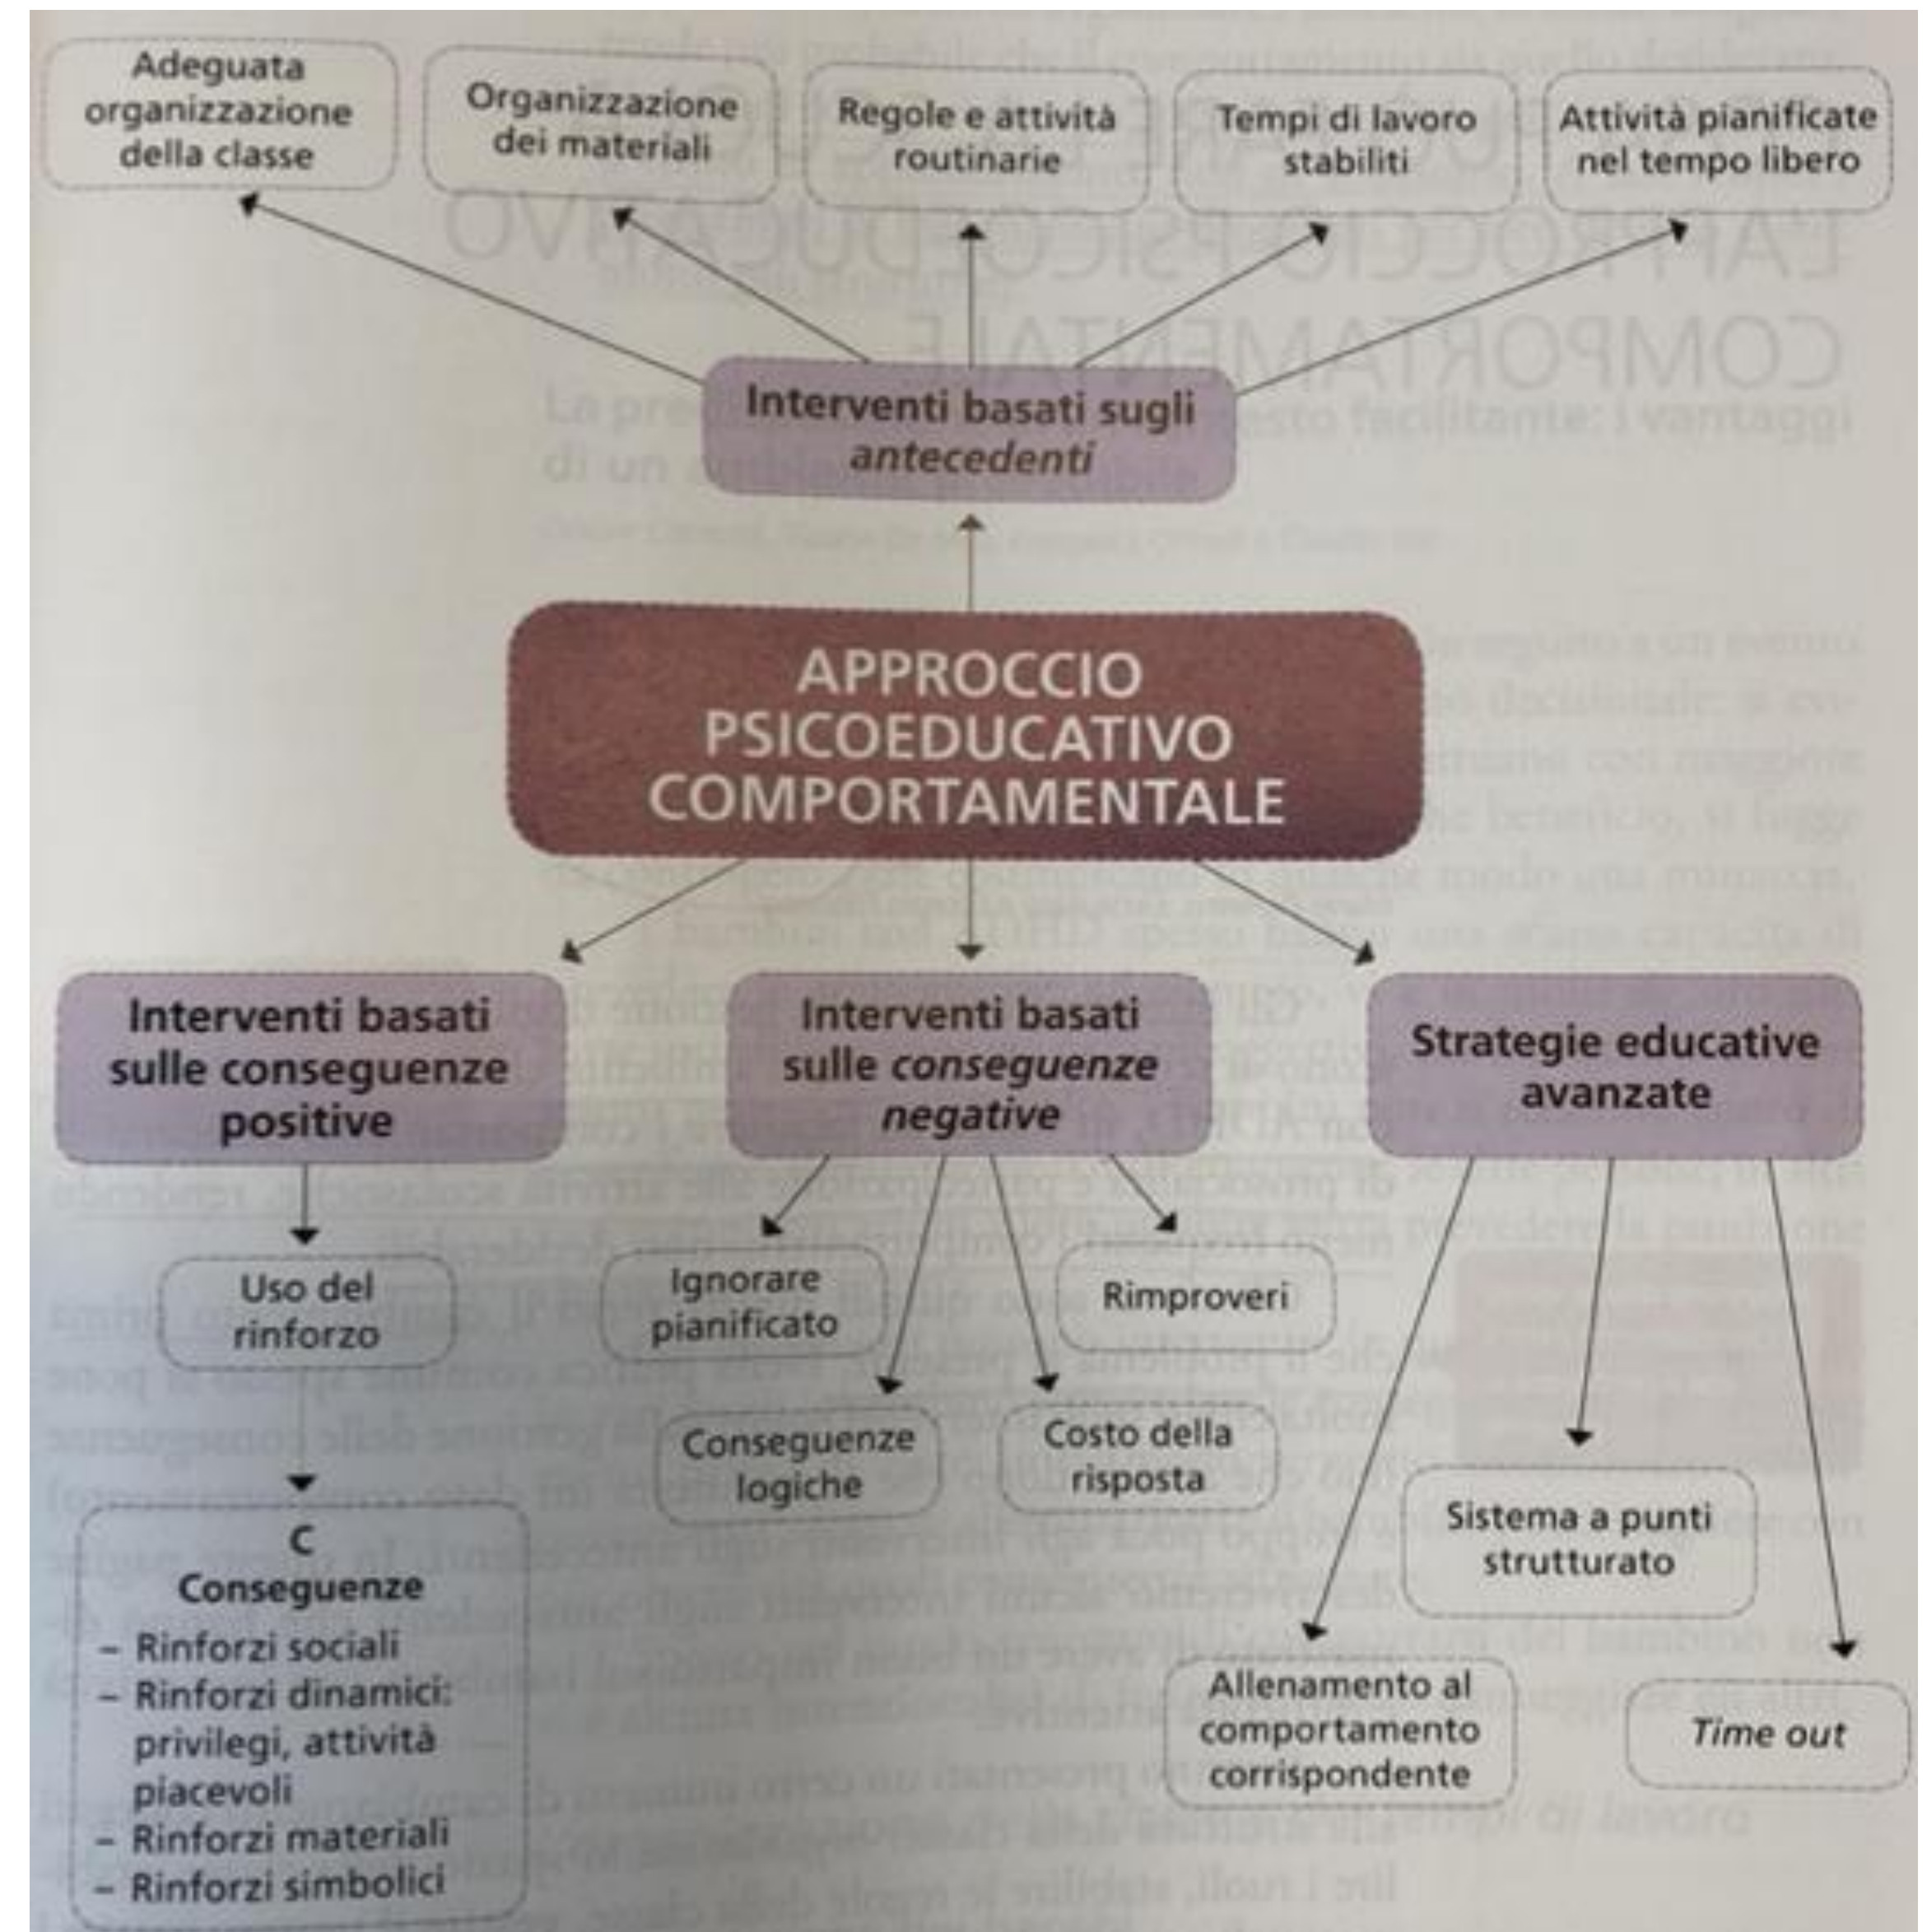 Adeguata
organizzazione
della classe
Organizzazione
dei materiali
Regole e attività
routinarie
Tempi di lavoro
stabiliti
Attività pianificate
nel tempo libero
Interventi basati sugli
antecedenti
APPROCCIO
PSICOEDUCATIVO
COMPORTAMENTALE
Interventi basati
sulle conseguenze
positive
Interventi basati
sulle conseguenze
negative
Strategie educative
avanzate
Uso del
rinforzo
Ignorare
pianificato
Rimproveri
Conseguenze
logiche
Costo della
risposta
Sistema a punti
strutturato
Allenamento al
comportamento
corrispondente
Time out
C
Conseguenze
– Rinforzi sociali
– Rinforzi dinamici:
privilegi, attività
piacevoli
– Rinforzi materiali
– Rinforzi simbolici